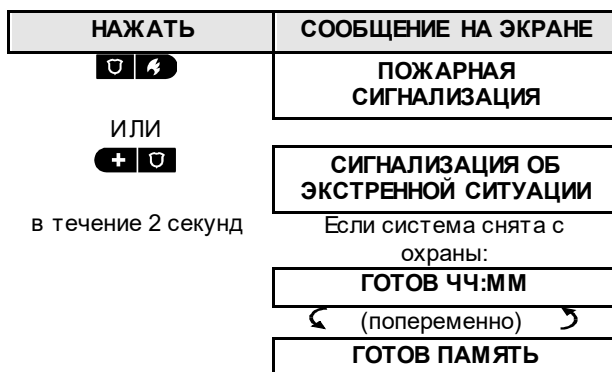 НАЖАТЬ
СООБЩЕНИЕ НА ЭКРАНЕ
ПОЖАРНАЯ
СИГНАЛИЗАЦИЯ
ИЛИ
СИГНАЛИЗАЦИЯ ОБ
ЭКСТРЕННОЙ СИТУАЦИИ
в течение 2 секунд
Если система снята с
охраны:
ГОТОВ ЧЧ:ММ
(попеременно)
ГОТОВ ПАМЯТЬ